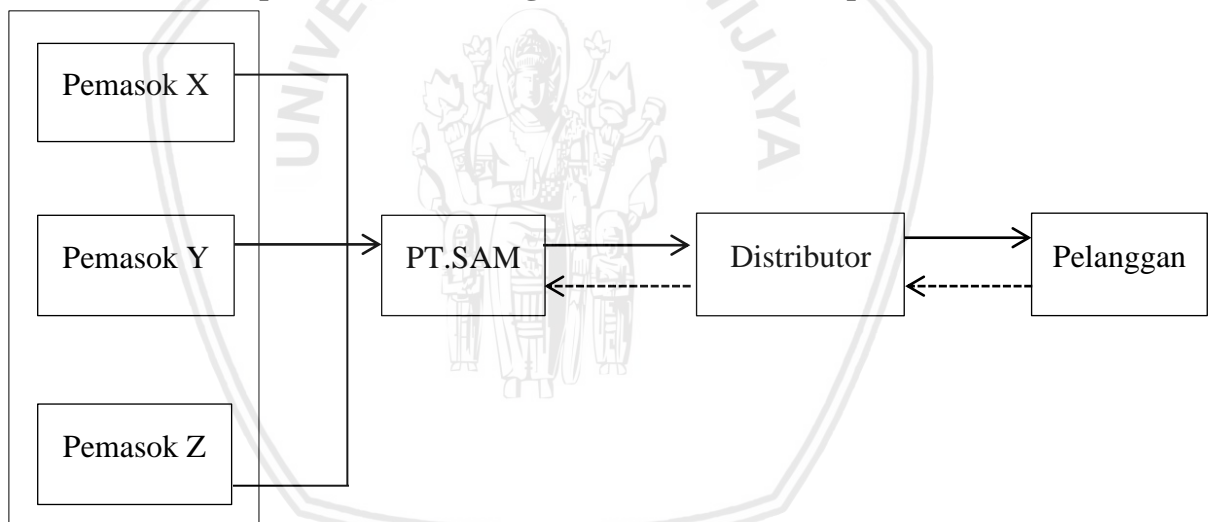 Pemasok X
Pemasok Y
PT.SAM
Distributor
Pelanggan
Pemasok Z